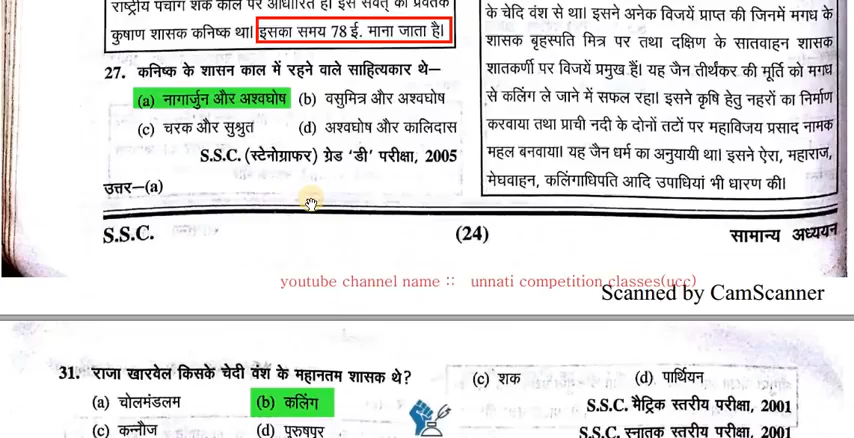 राष्ट्रीय पंचांग शक काल पर आधारित है। इस संवत् का प्रवर्तक
कुषाण शासक कनिष्क था। इसका समय 78 ई. माना जाता है।
27. कनिष्क के शासन काल में रहने वाले साहित्यकार थे–
(a) नागार्जुन और अश्वघोष (b) वसुमित्र और अश्वघोष
(c) चरक और सुश्रुत (d) अश्वघोष और कालिदास
S.S.C. (स्टेनोग्राफर) ग्रेड ‘डी’ परीक्षा, 2005
उत्तर–(a)
के चेदि वंश से था। इसने अनेक विजयें प्राप्त की जिनमें मगध के
शासक बृहस्पति मित्र पर तथा दक्षिण के सातवाहन शासक
शातकर्णी पर विजयें प्रमुख हैं। यह जैन तीर्थंकर की मूर्ति को मगध
से कलिंग ले जाने में सफल रहा। इसने कृषि हेतु नहरों का निर्माण
करवाया तथा प्राची नदी के दोनों तटों पर महाविजय प्रसाद नामक
महल बनवाया। यह जैन धर्म का अनुयायी था। इसने ऐरा, महाराज,
मेघवाहन, कलिंगाधिपति आदि उपाधियां भी धारण की।
S.S.C. (24) सामान्य अध्ययन
youtube channel name :: unnati competition classes(ucc)
Scanned by CamScanner
31. राजा खारवेल किसके चेदी वंश के महानतम शासक थे?
(a) चोलमंडलम (b) कलिंग
(c) कन्नौज (d) पुरुषपुर
(c) शक (d) पार्थियन
S.S.C. मैट्रिक स्तरीय परीक्षा, 2001
S.S.C. स्नातक स्तरीय परीक्षा, 2001